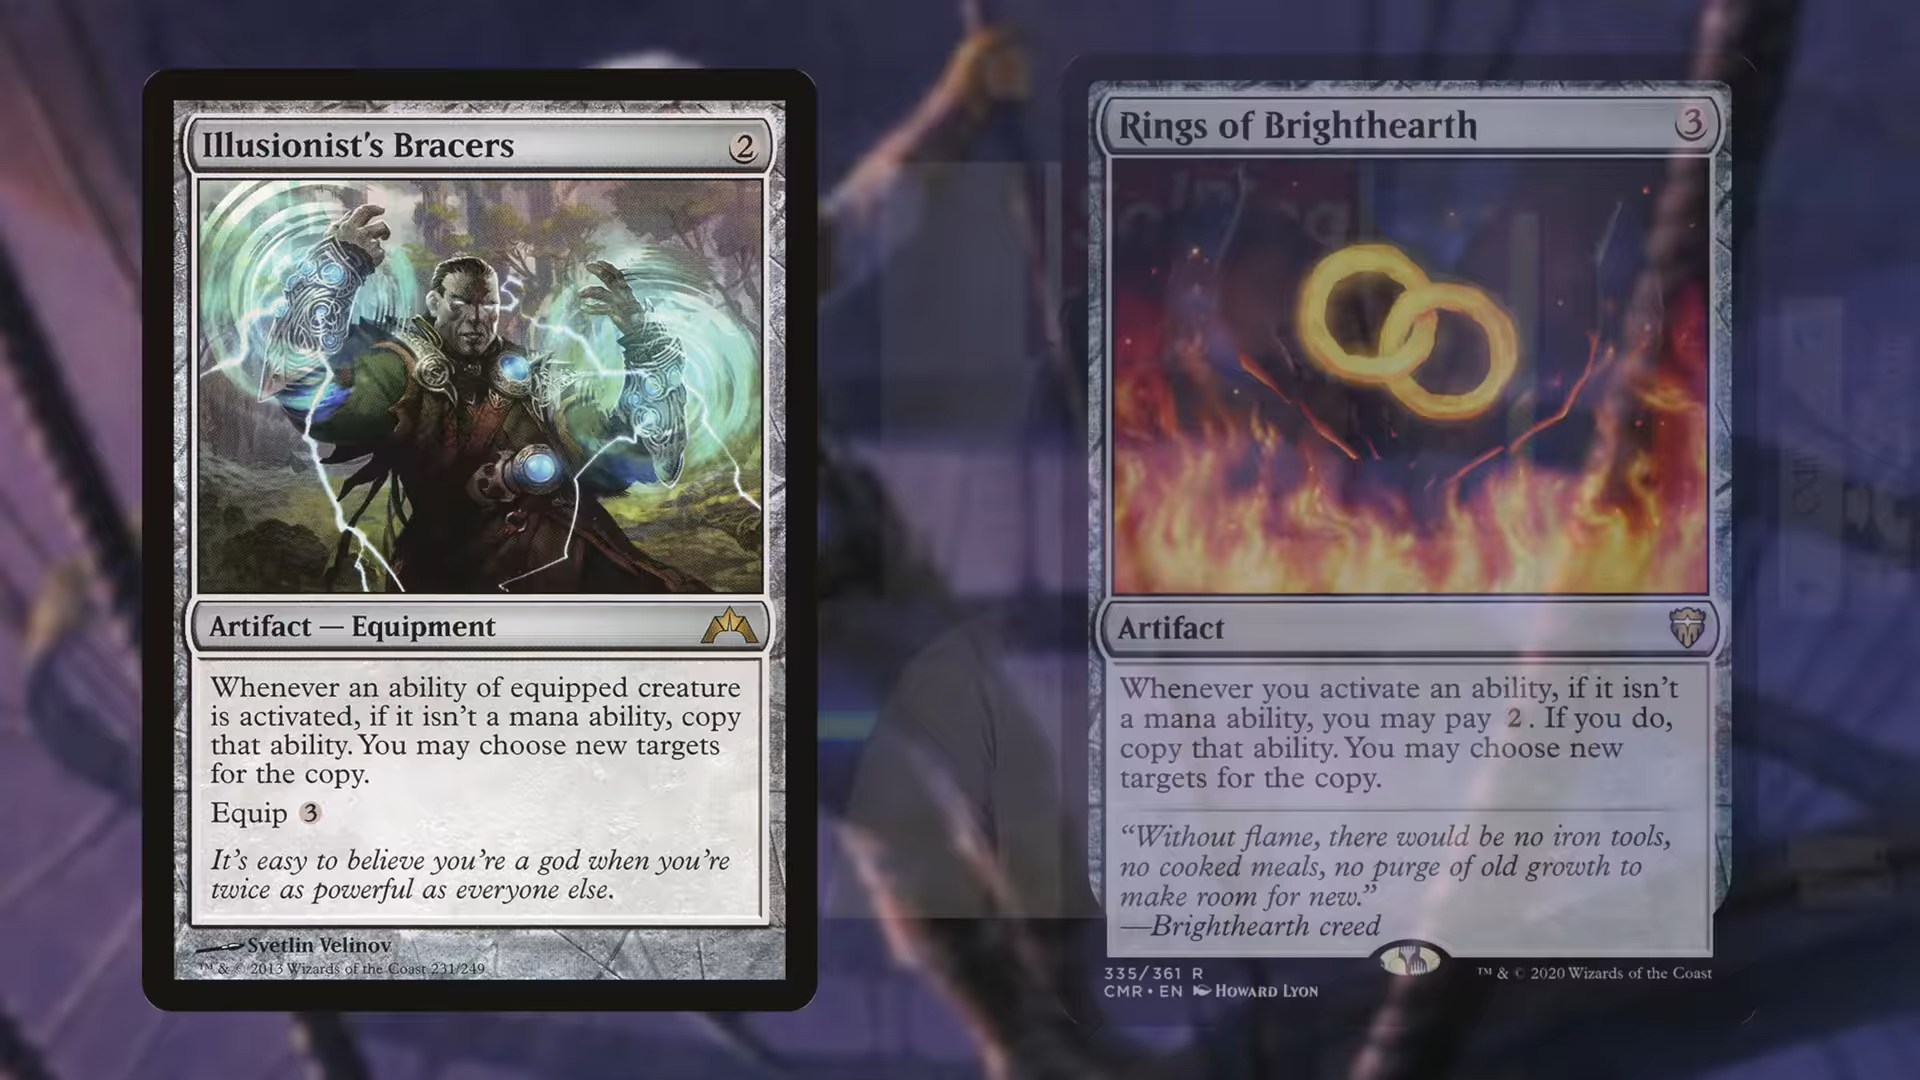 Illusionist's Bracers
2
Artifact — Equipment
Whenever an ability of equipped creature
is activated, if it isn't a mana ability, copy
that ability. You may choose new targets
for the copy.
Equip 3
It's easy to believe you're a god when you're
twice as powerful as everyone else.
Svetlin Velinov
™ & © 2013 Wizards of the Coast 231/249
Rings of Brighthearth
3
Artifact
Whenever you activate an ability, if it isn't
a mana ability, you may pay 2. If you do,
copy that ability. You may choose new
targets for the copy.
“Without flame, there would be no iron tools,
no cooked meals, no purge of old growth to
make room for new.”
—Brighthearth creed
335/361 R
CMR • EN Howard Lyon
™ & © 2020 Wizards of the Coast